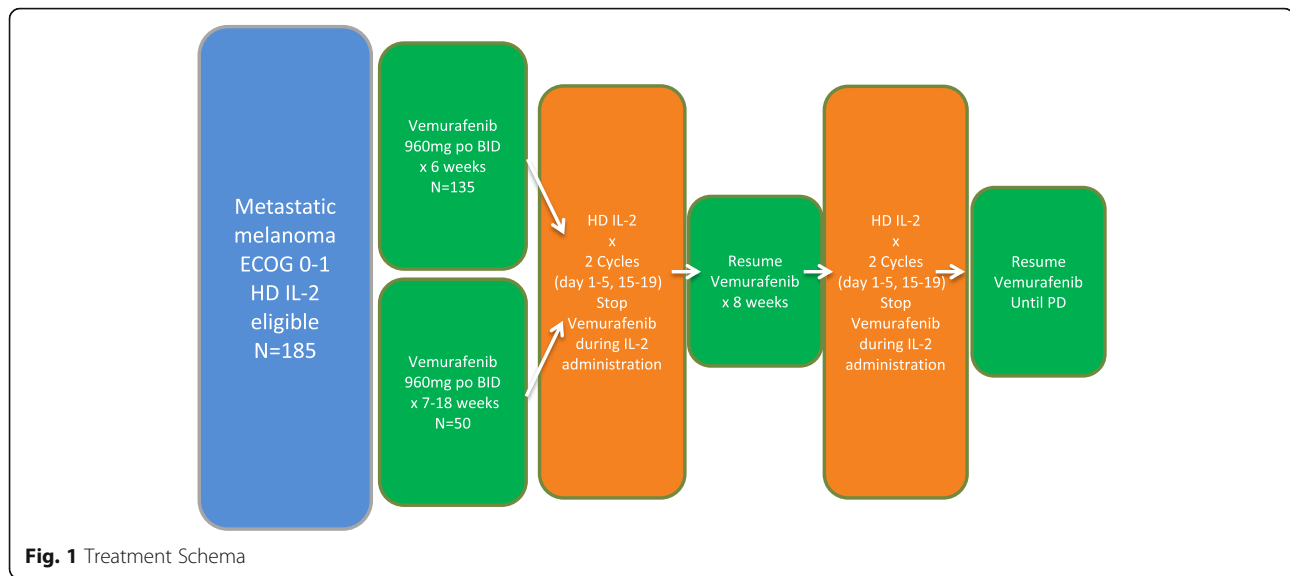 Metastatic
melanoma
ECOG 0-1
HD IL-2
eligible
N=185
Vemurafenib
960mg po BID
x 6 weeks
N=135
Vemurafenib
960mg po BID
x 7-18 weeks
N=50
HD IL-2
x
2 Cycles
(day 1-5, 15-19)
Stop
Vemurafenib
during IL-2
administration
Resume
Vemurafenib
x 8 weeks
HD IL-2
x
2 Cycles
(day 1-5, 15-19)
Stop
Vemurafenib
during IL-2
administration
Resume
Vemurafenib
Until PD
Fig. 1 Treatment Schema